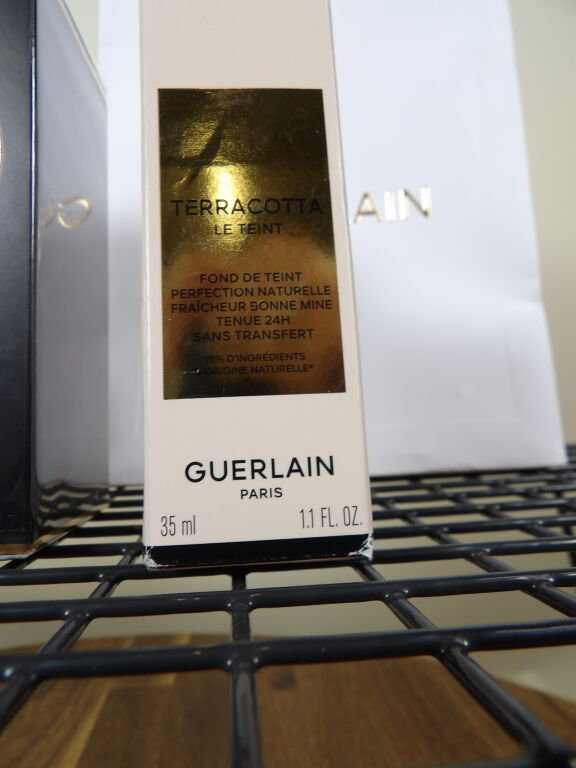 TERRACOTTA
LE TEINT
FOND DE TEINT
PERFECTION NATURELLE
FRAÎCHEUR BONNE MINE
TENUE 24H
SANS TRANSFERT
95% D'INGRÉDIENTS
D'ORIGINE NATURELLE*
GUERLAIN
PARIS
35 ml 1.1 FL. OZ.
AIN